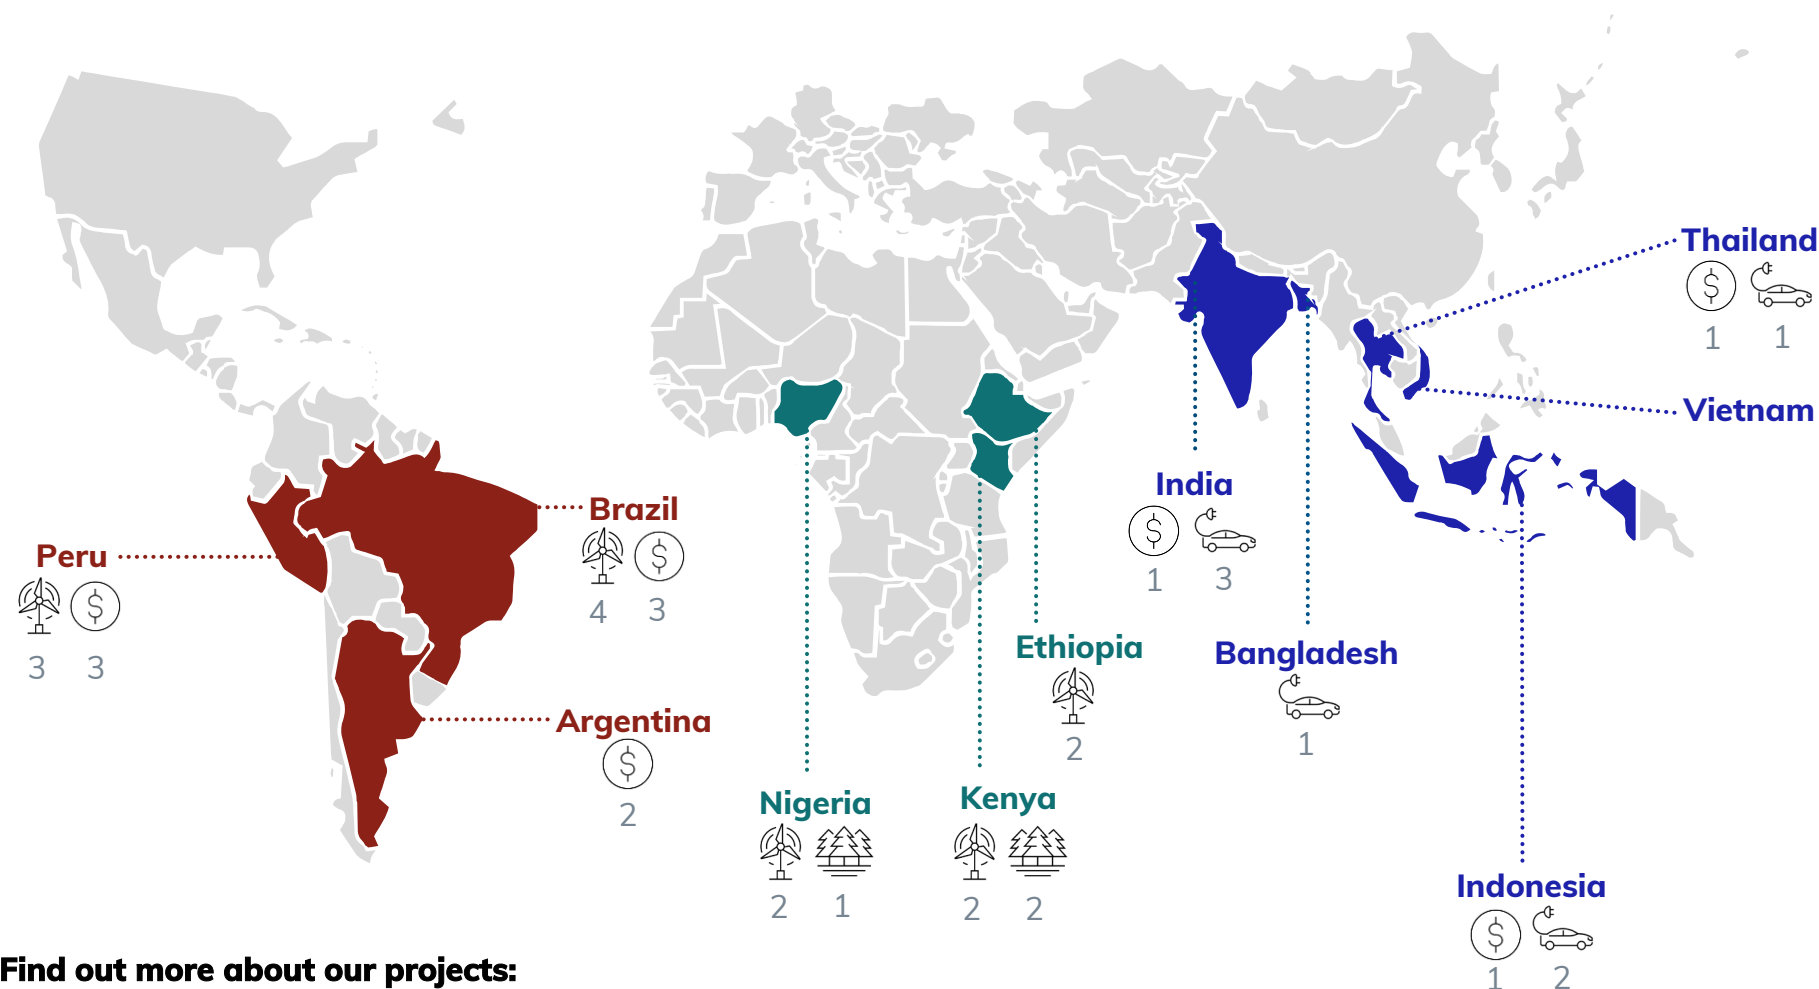 Thailand
$
1 1
Vietnam
India
$
1 3
Brazil
$
4 3
Peru
$
3 3
Ethiopia
2
Bangladesh
1
Argentina
$
2
Nigeria
2 1
Kenya
2 2
Indonesia
$
1 2
Find out more about our projects: